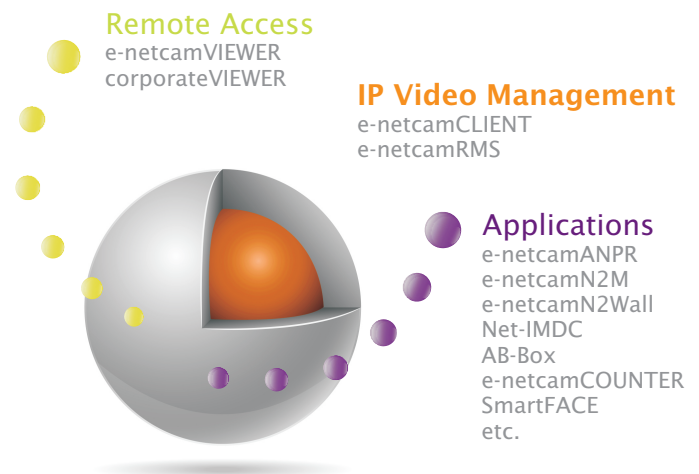 Remote Access
e-netcamVIEWER
corporateVIEWER
IP Video Management
e-netcamCLIENT
e-netcamRMS
Applications
e-netcamANPR
e-netcamN2M
e-netcamN2Wall
Net-IMDC
AB-Box
e-netcamCOUNTER
SmartFACE
etc.